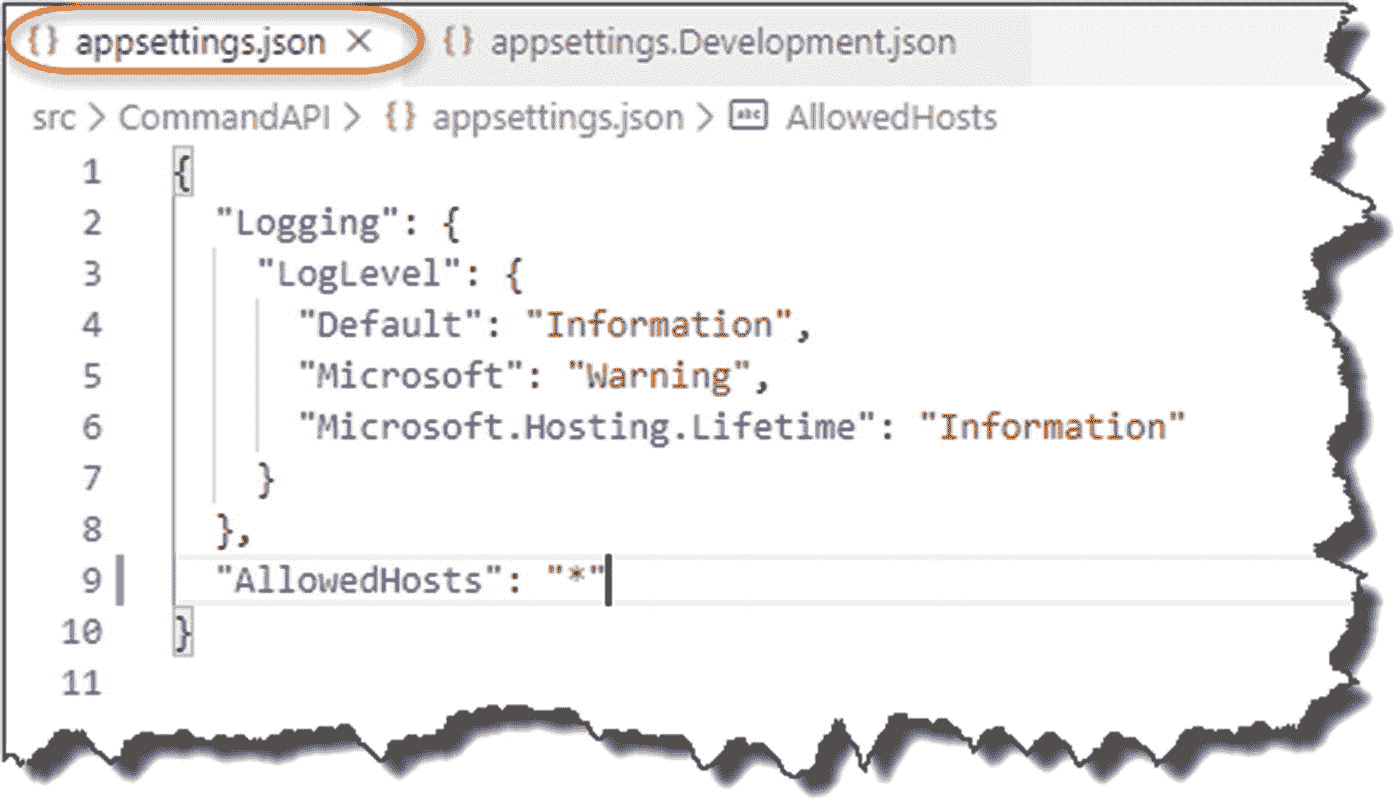 {} appsettings.json × {} appsettings.Development.json
src > CommandAPI > {} appsettings.json > abc AllowedHosts
1 {
2 "Logging": {
3 "LogLevel": {
4 "Default": "Information",
5 "Microsoft": "Warning",
6 "Microsoft.Hosting.Lifetime": "Information"
7 }
8 },
9 "AllowedHosts": "*"
10 }
11